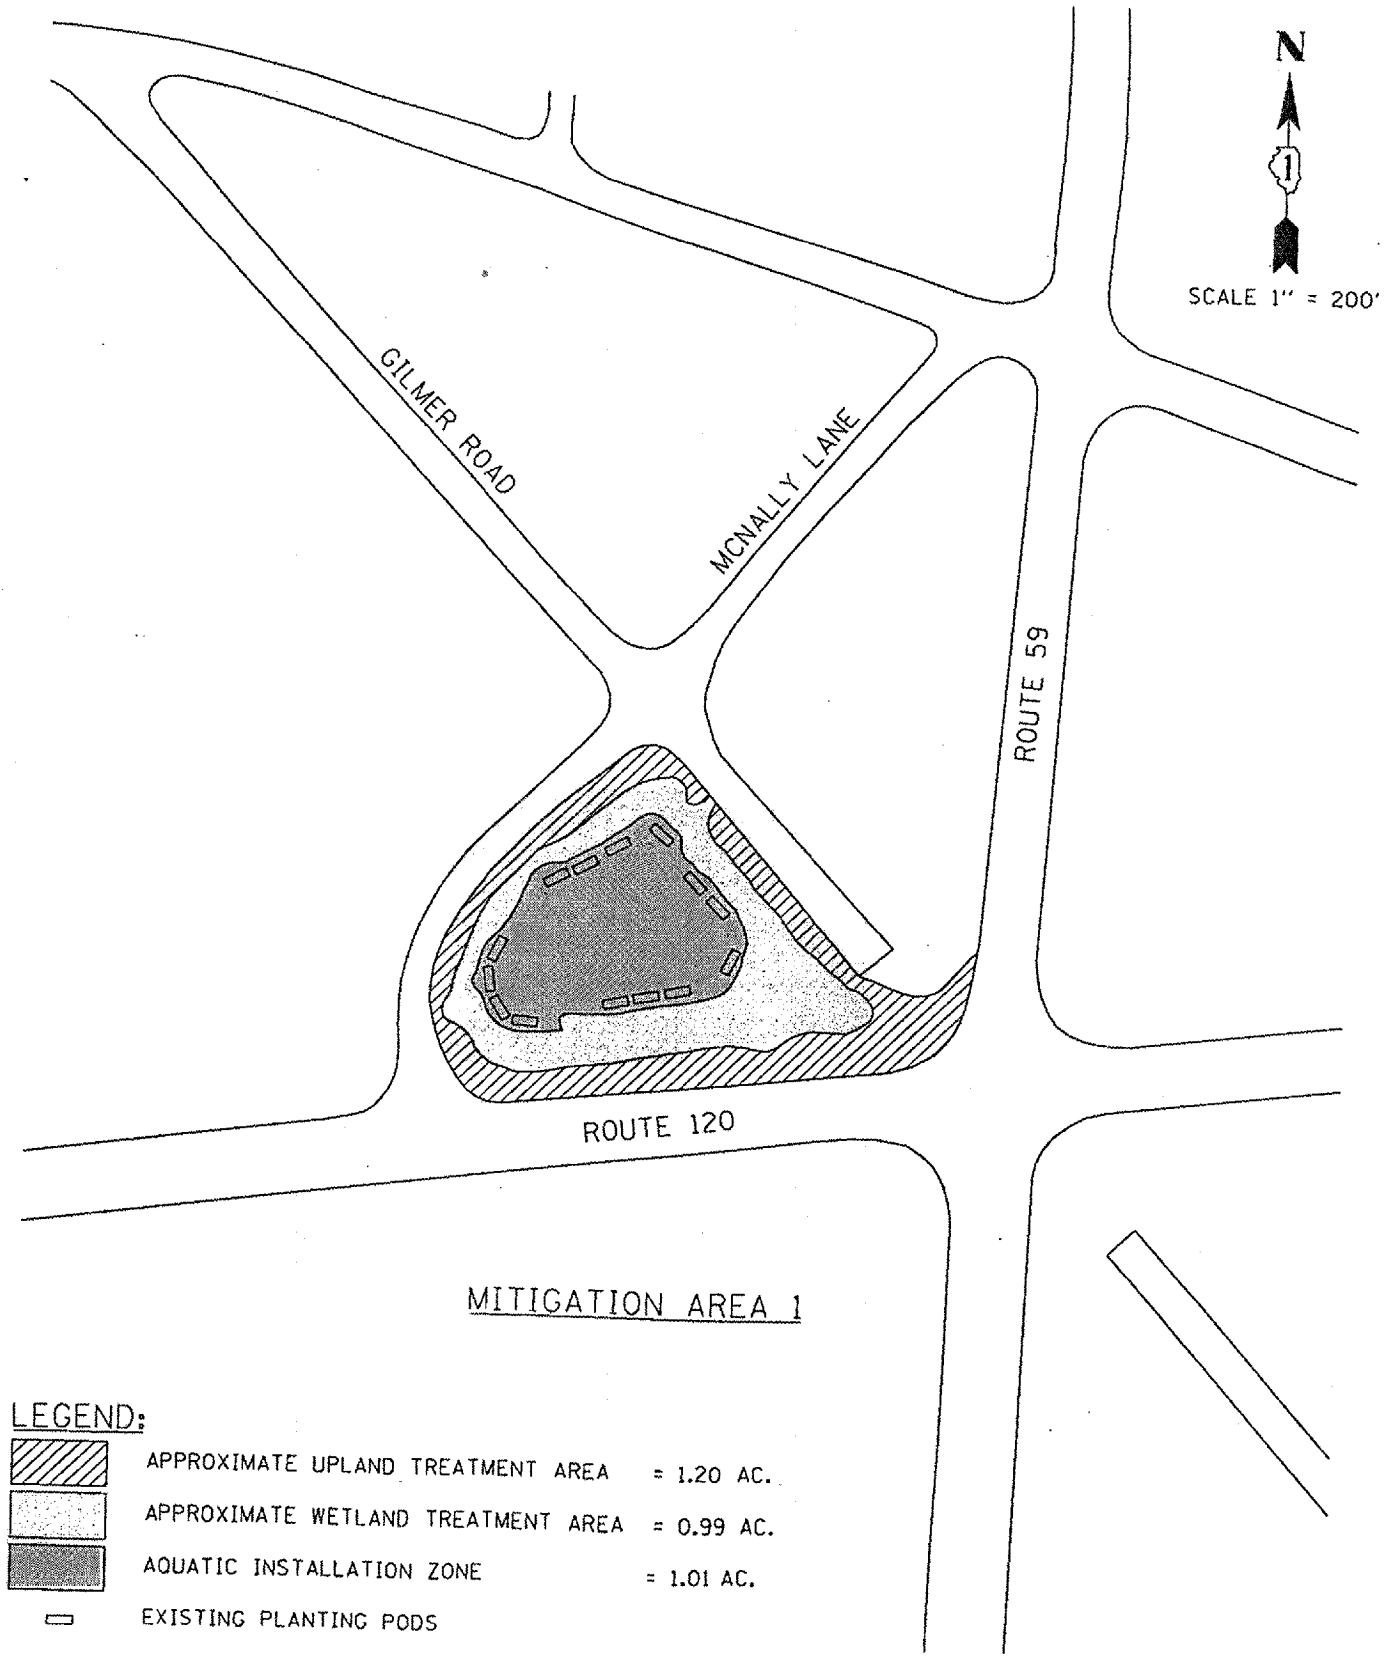 N
1
SCALE 1'' = 200'
GILMER ROAD
MCNALLY LANE
ROUTE 59
ROUTE 120
MITIGATION AREA 1
LEGEND:
APPROXIMATE UPLAND TREATMENT AREA = 1.20 AC.
APPROXIMATE WETLAND TREATMENT AREA = 0.99 AC.
AQUATIC INSTALLATION ZONE = 1.01 AC.
EXISTING PLANTING PODS